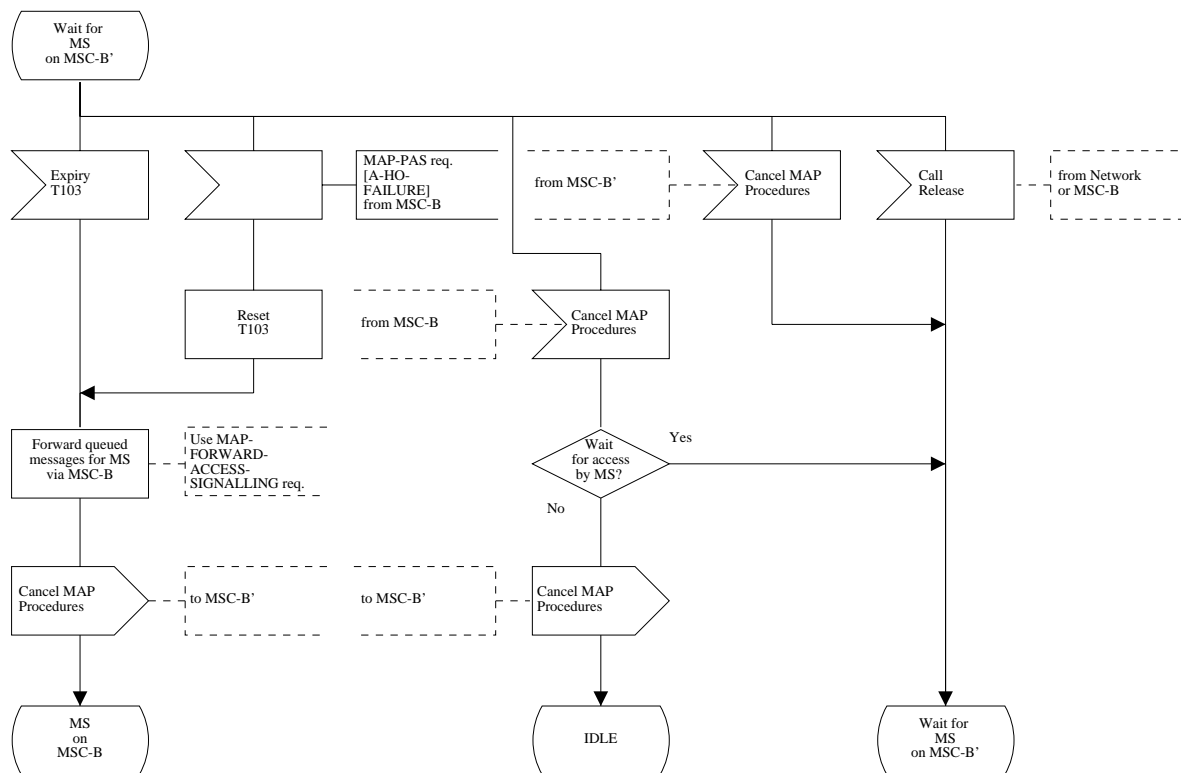 Wait for
MS
on MSC-B'
Expiry
T103
MAP-PAS req.
[A-HO-
FAILURE]
from MSC-B
from MSC-B'
Cancel MAP
Procedures
Call
Release
from Network
or MSC-B
Reset
T103
from MSC-B
Cancel MAP
Procedures
Forward queued
messages for MS
via MSC-B
Use MAP-
FORWARD-
ACCESS-
SIGNALLING req.
Wait
for access
by MS?
Yes
No
Cancel MAP
Procedures
to MSC-B'
to MSC-B'
Cancel MAP
Procedures
MS
on
MSC-B
IDLE
Wait for
MS
on MSC-B'